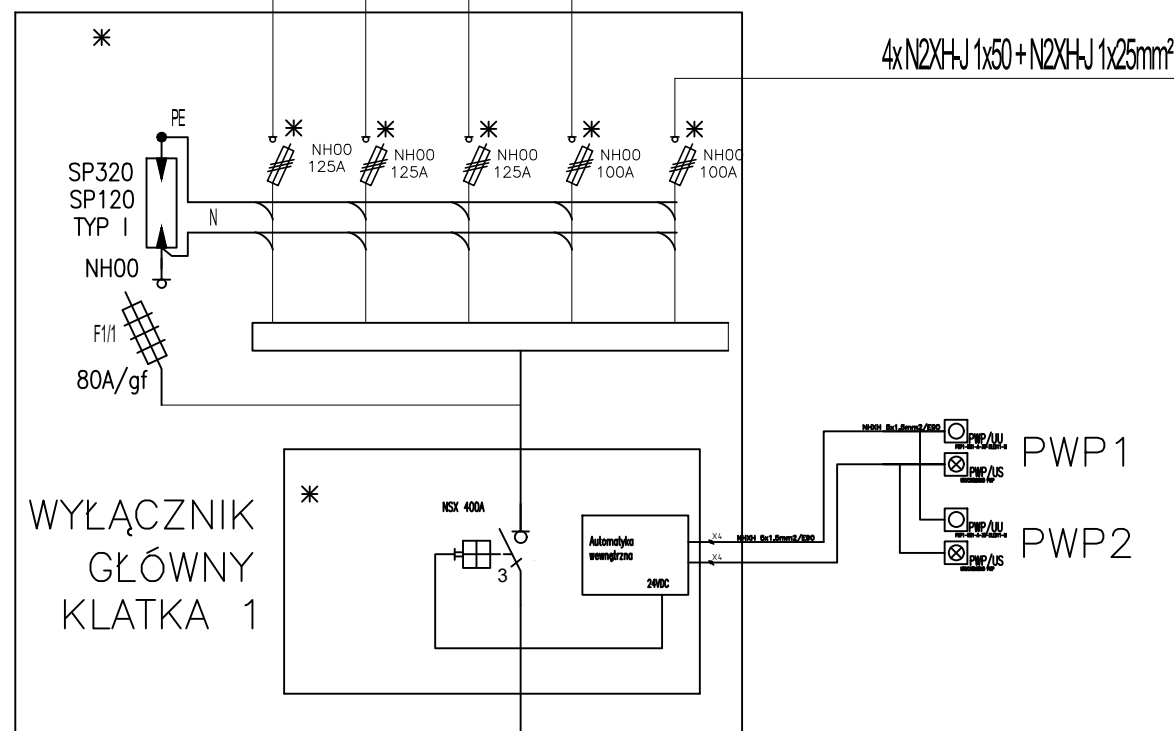 4x N2XH-J 1x50 + N2XH-J 1x25mm²
PE
SP320
SP120
TYP I
N
NH00
125A
NH00
125A
NH00
125A
NH00
100A
NH00
100A
NH00
F1/1
80A/gf
WYŁĄCZNIK
GŁÓWNY
KLATKA 1
NSX 400A
3
Automatyka
wewnętrzna
24VDC
X4
X4
PWP/UU
PWP/US
PWP1
PWP/UU
PWP/US
PWP2